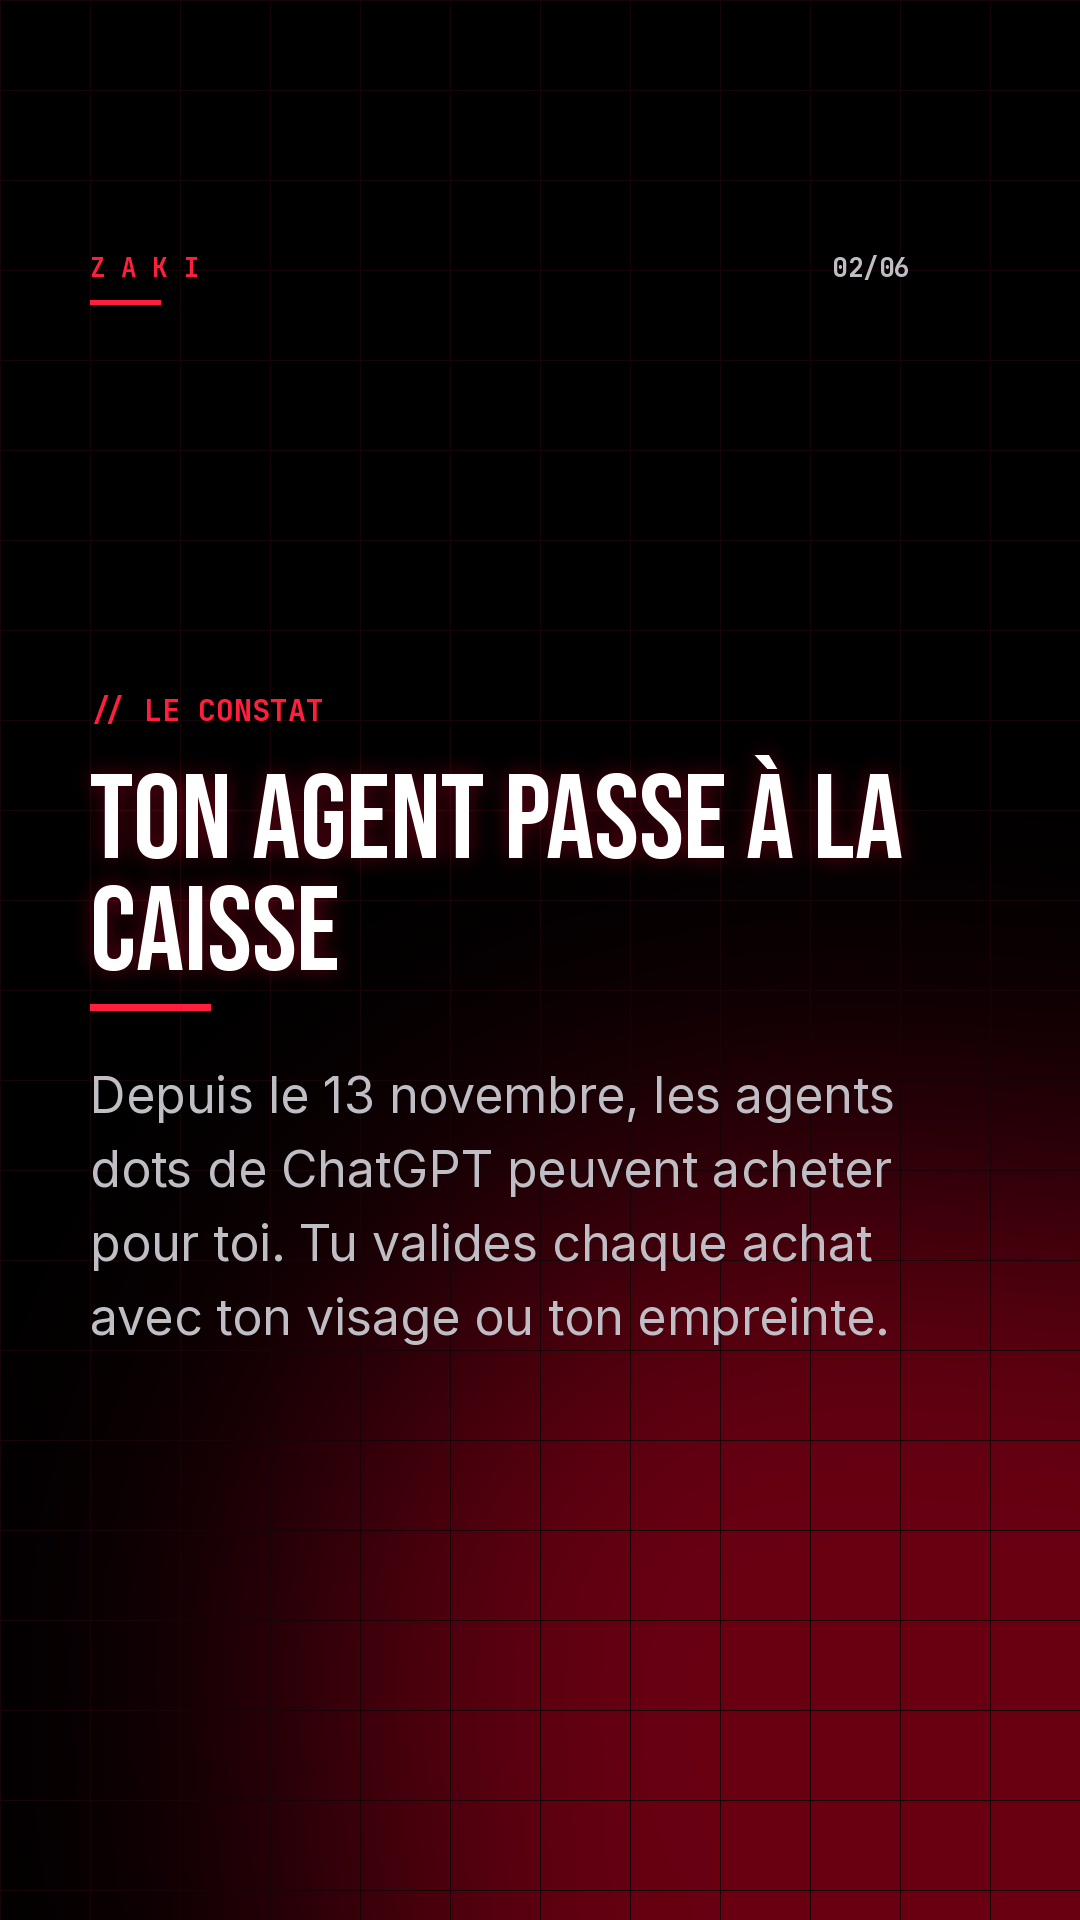 ZAKI
02/06
// LE CONSTAT
TON AGENT PASSE À LA
CAISSE
Depuis le 13 novembre, les agents
dots de ChatGPT peuvent acheter
pour toi. Tu valides chaque achat
avec ton visage ou ton empreinte.